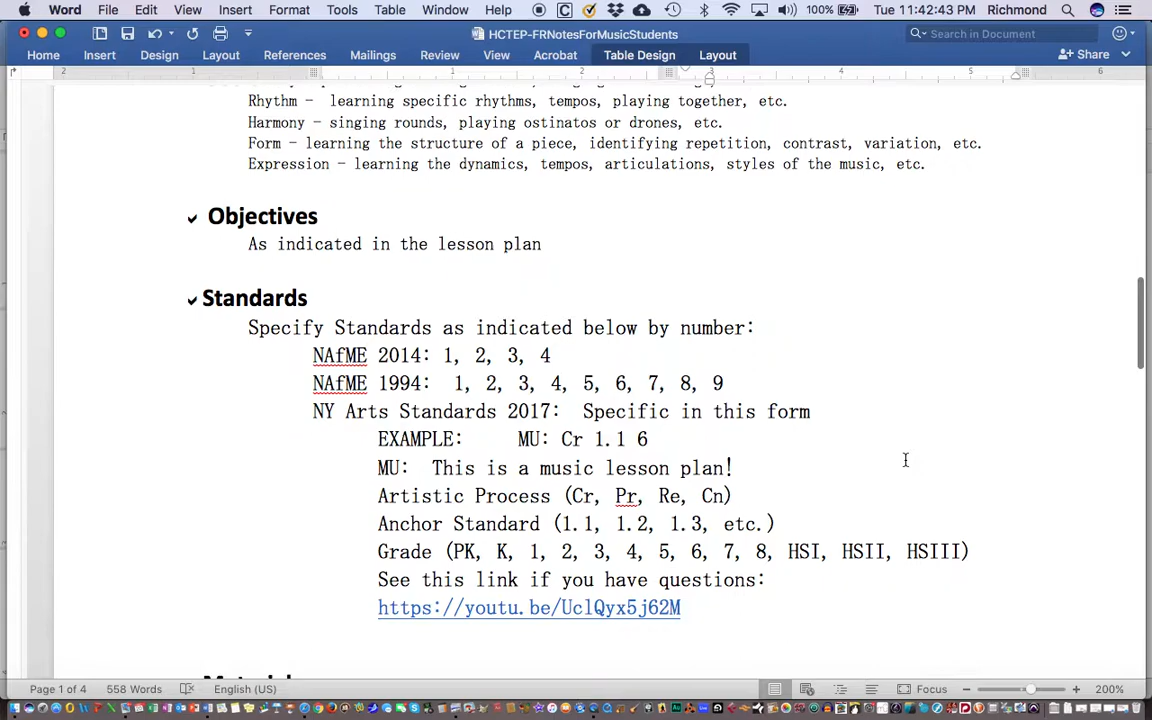 Word File Edit View Insert Format Tools Table Window Help 100% Tue 11:42:43 PM Richmond
HCTEP-FRNotesForMusicStudents
Search in Document
Home Insert Design Layout References Mailings Review View Acrobat Table Design Layout Share
2 1 1 2 3 4 5 6
Rhythm – learning specific rhythms, tempos, playing together, etc.
Harmony – singing rounds, playing ostinatos or drones, etc.
Form – learning the structure of a piece, identifying repetition, contrast, variation, etc.
Expression – learning the dynamics, tempos, articulations, styles of the music, etc.
Objectives
As indicated in the lesson plan
Standards
Specify Standards as indicated below by number:
NAfME 2014: 1, 2, 3, 4
NAfME 1994: 1, 2, 3, 4, 5, 6, 7, 8, 9
NY Arts Standards 2017: Specific in this form
EXAMPLE: MU: Cr 1.1 6
MU: This is a music lesson plan!
Artistic Process (Cr, Pr, Re, Cn)
Anchor Standard (1.1, 1.2, 1.3, etc.)
Grade (PK, K, 1, 2, 3, 4, 5, 6, 7, 8, HSI, HSII, HSIII)
See this link if you have questions:
https://youtu.be/UclQyx5j62M
Page 1 of 4 558 Words English (US) Focus 200%